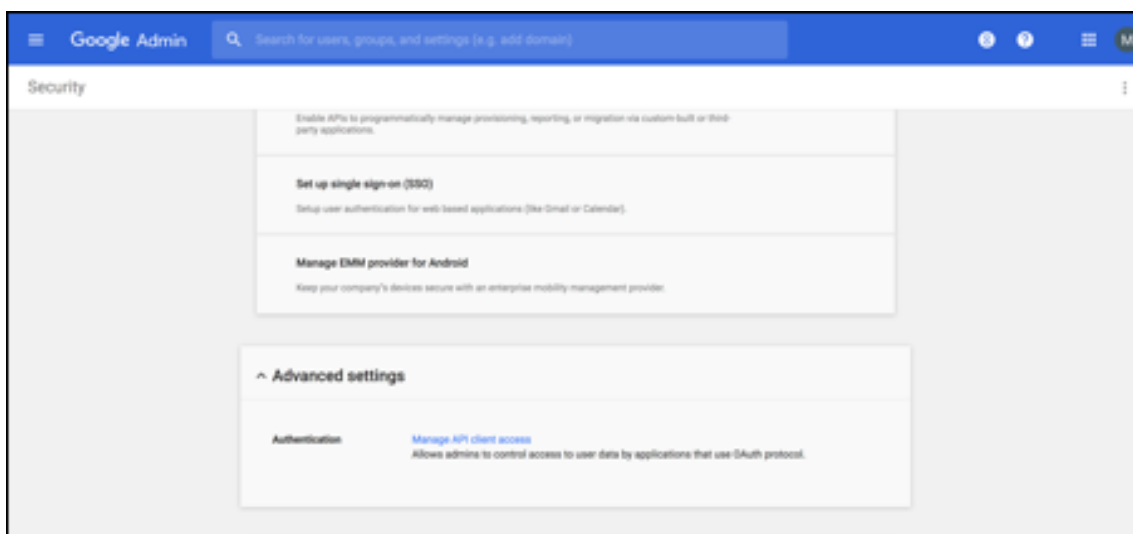 Google Admin
Search for users, groups, and settings (e.g. add domain)
M
Security
Enable APIs to programmatically manage provisioning, reporting, or migration via custom-built or third-
party applications.
Set up single sign-on (SSO)
Setup user authentication for web based applications (like Gmail or Calendar).
Manage EMM provider for Android
Keep your company's devices secure with an enterprise mobility management provider.
Advanced settings
Authentication
Manage API client access
Allows admins to control access to user data by applications that use OAuth protocol.